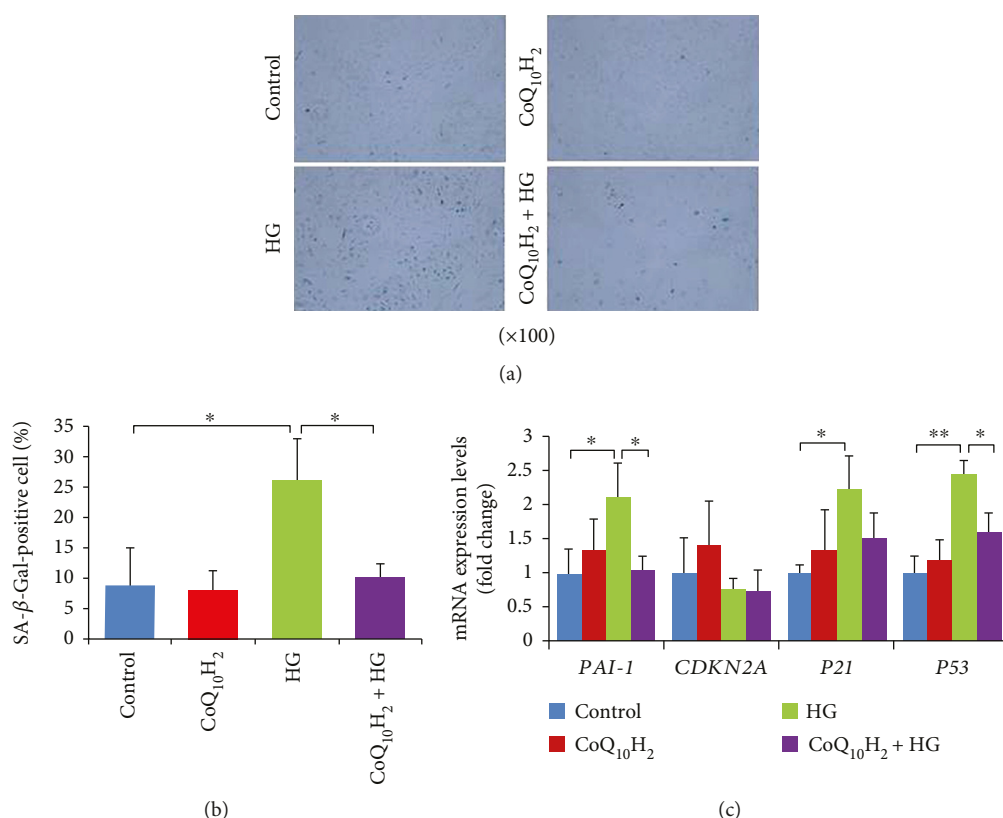 Control
CoQ₁₀H₂
HG
CoQ₁₀H₂ + HG
(×100)
(a)
SA-β-Gal-positive cell (%)
35
30
25
20
15
10
5
0
*
*
Control
CoQ₁₀H₂
HG
CoQ₁₀H₂ + HG
(b)
mRNA expression levels
(fold change)
3
2.5
2
1.5
1
0.5
0
*
*
*
**
*
PAI-1
CDKN2A
P21
P53
Control
HG
CoQ₁₀H₂
CoQ₁₀H₂ + HG
(c)